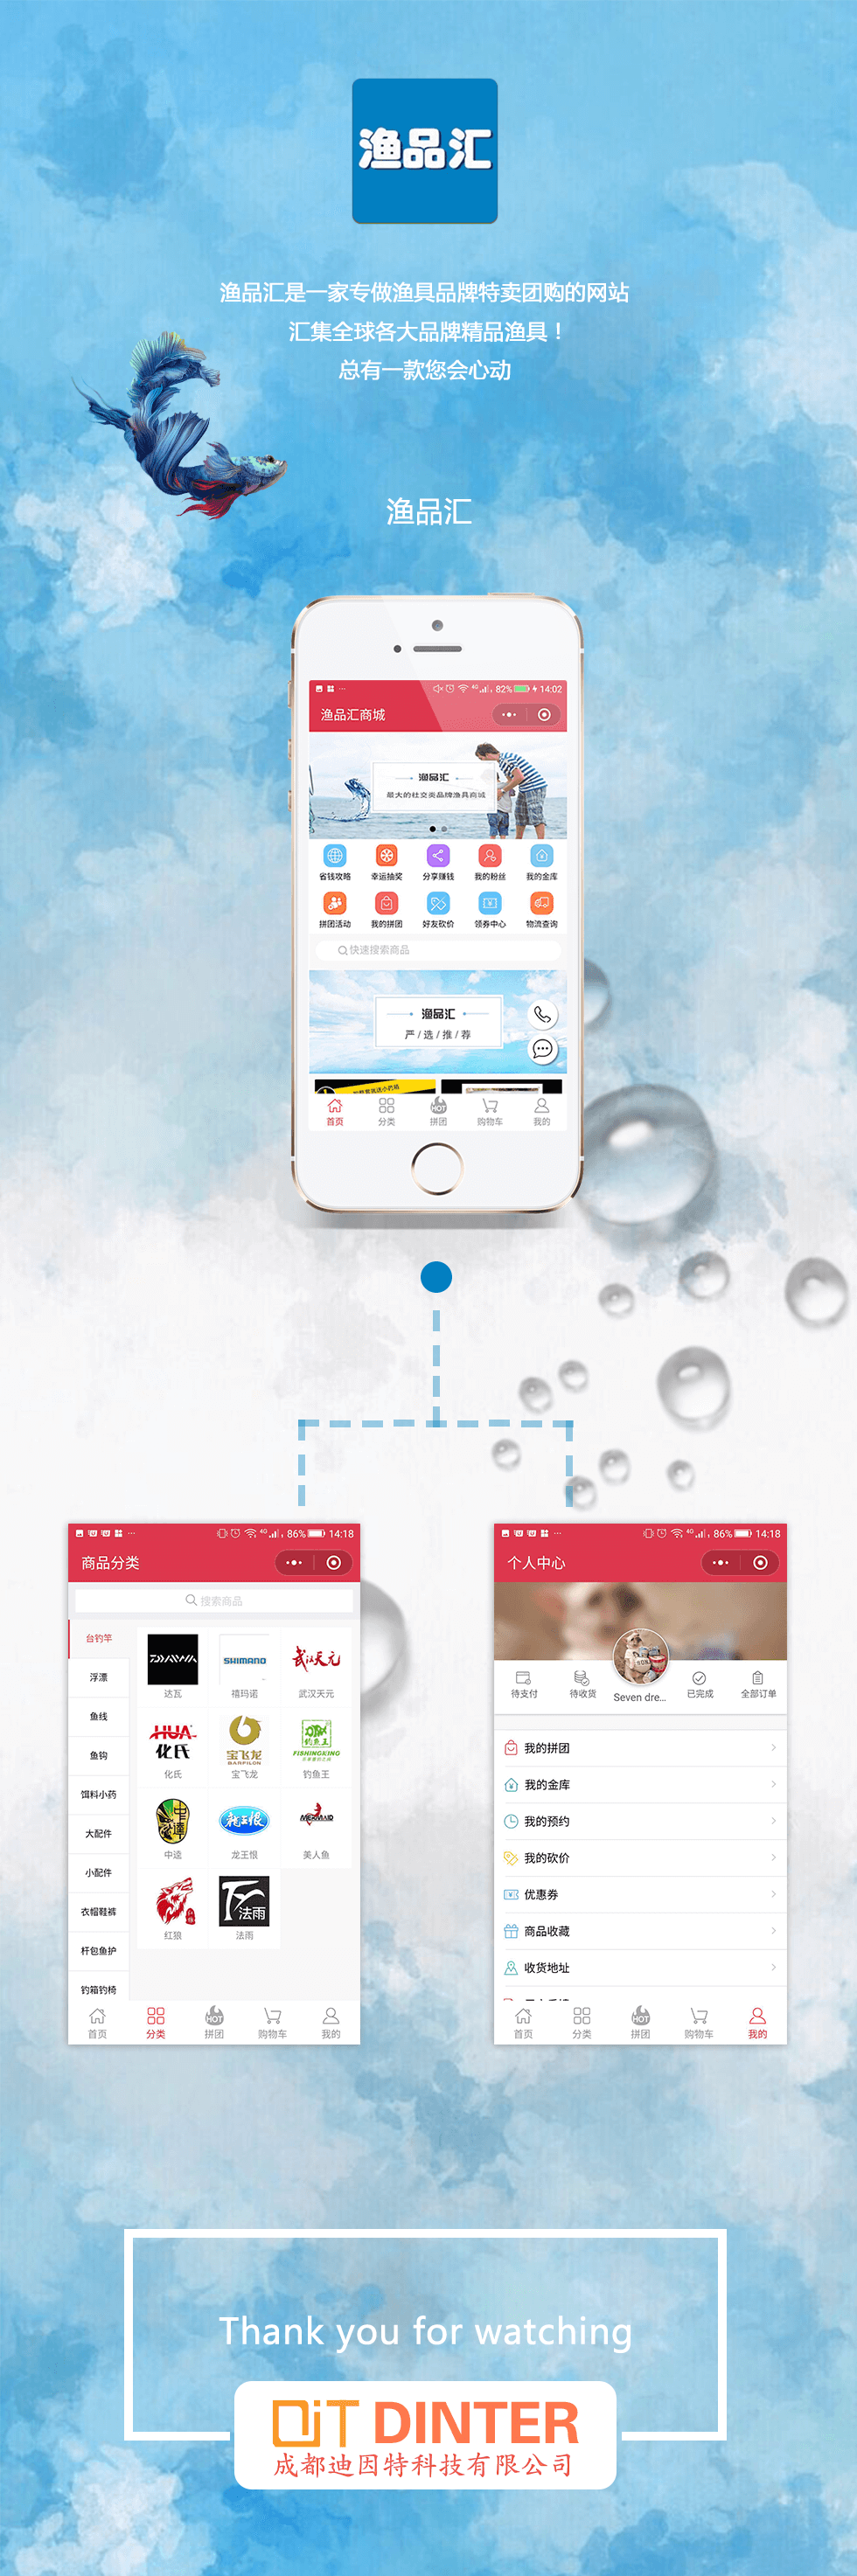 渔品汇
渔品汇是一家专做渔具品牌特卖团购的网站
汇集全球各大品牌精品渔具！
总有一款您会心动
渔品汇
4G 82% 14:02
渔品汇商城
渔品汇
最大的社交类品牌渔具商城
省钱攻略 幸运抽奖 分享赚钱 我的粉丝 我的金库
拼团活动 我的拼团 好友砍价 领券中心 物流查询
快速搜索商品
渔品汇
严/选/推/荐
首页 分类 HOT 拼团 购物车 我的
4G 86% 14:18
商品分类
搜索商品
台钓竿
浮漂
鱼线
鱼钩
饵料小药
大配件
小配件
衣帽鞋裤
杆包鱼护
钓箱钓椅
DAIWA SHIMANO 武汉天元
达瓦 禧玛诺 武汉天元
HUA 化氏 宝飞龙 BARFILON 钓鱼王 FISHINGKING
化氏 宝飞龙 钓鱼王
中逵 龙王恨 MERMAID
中逵 龙王恨 美人鱼
法雨
红狼 法雨
首页 分类 HOT 拼团 购物车 我的
4G 86% 14:18
个人中心
待支付 待收货 Seven dre... 已完成 全部订单
我的拼团
我的金库
我的预约
我的砍价
优惠券
商品收藏
收货地址
首页 分类 HOT 拼团 购物车 我的
Thank you for watching
DiT DINTER
成都迪因特科技有限公司